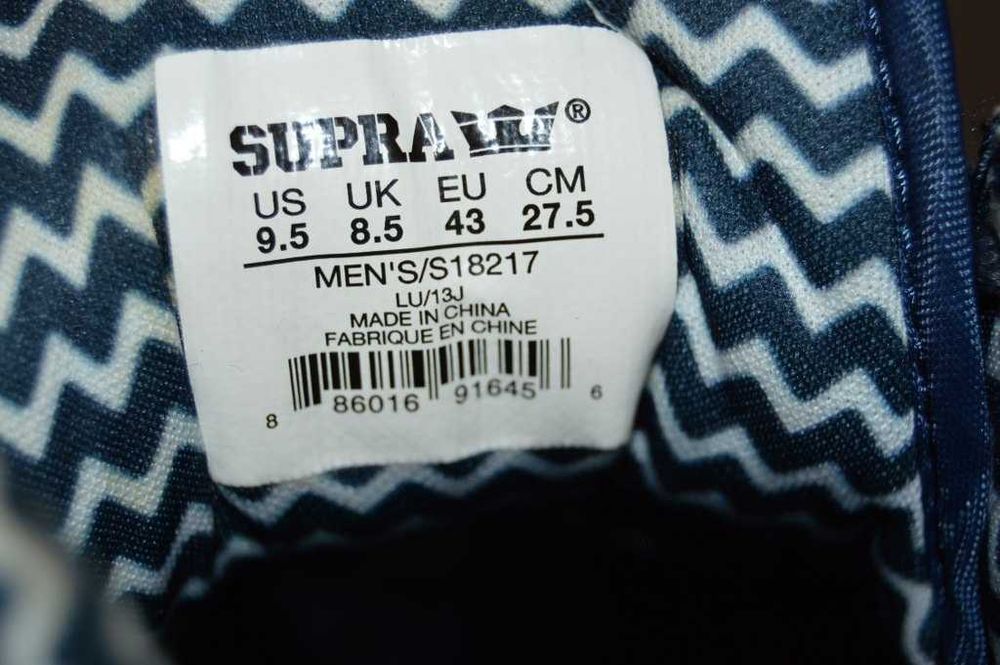 SUPRA ®
US UK EU CM
9.5 8.5 43 27.5
MEN'S/S18217
LU/13J
MADE IN CHINA
FABRIQUE EN CHINE
8 86016 91645 6